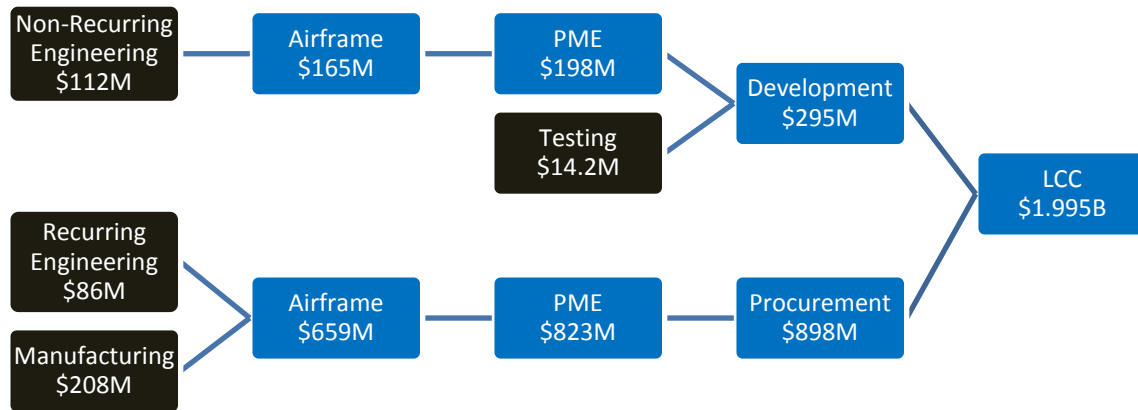 Non-Recurring
Engineering
$112M
Airframe
$165M
PME
$198M
Testing
$14.2M
Development
$295M
LCC
$1.995B
Recurring
Engineering
$86M
Manufacturing
$208M
Airframe
$659M
PME
$823M
Procurement
$898M